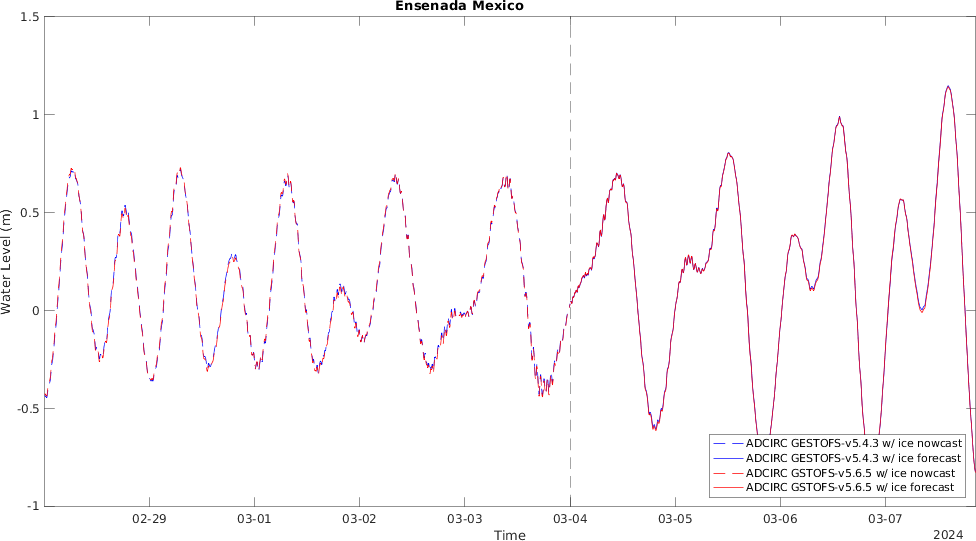 Ensenada Mexico
1.5
1
0.5
0
-0.5
-1
Water Level (m)
02-29
03-01
03-02
03-03
03-04
03-05
03-06
03-07
Time
2024
ADCIRC GESTOFS-v5.4.3 w/ ice nowcast
ADCIRC GESTOFS-v5.4.3 w/ ice forecast
ADCIRC GSTOFS-v5.6.5 w/ ice nowcast
ADCIRC GSTOFS-v5.6.5 w/ ice forecast